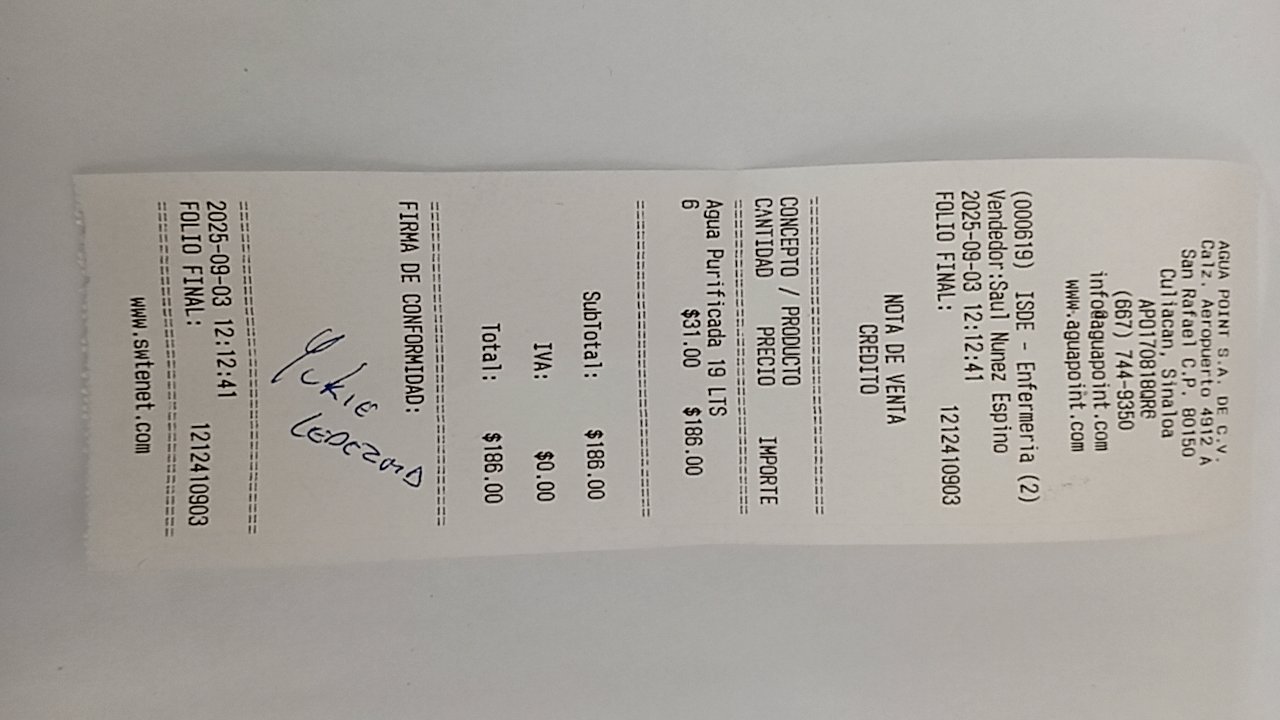 AGUA POINT S.A. DE C.V.
Calz. Aeropuerto 4912 A
San Rafael C.P. 80150
Culiacan, Sinaloa
APO170818QR6
(667) 744-9350
info@aguapoint.com
www.aguapoint.com
(000619) ISDE - Enfermeria (2)
Vendedor:Saul Nunez Espino
2025-09-03 12:12:41
FOLIO FINAL: 1212410903
NOTA DE VENTA
CREDITO
CONCEPTO / PRODUCTO
CANTIDAD PRECIO IMPORTE
Agua Purificada 19 LTS
6 $31.00 $186.00
SubTotal: $186.00
IVA: $0.00
Total: $186.00
FIRMA DE CONFORMIDAD:
Yukie
LEDEZMA
2025-09-03 12:12:41
FOLIO FINAL: 1212410903
www.swtenet.com